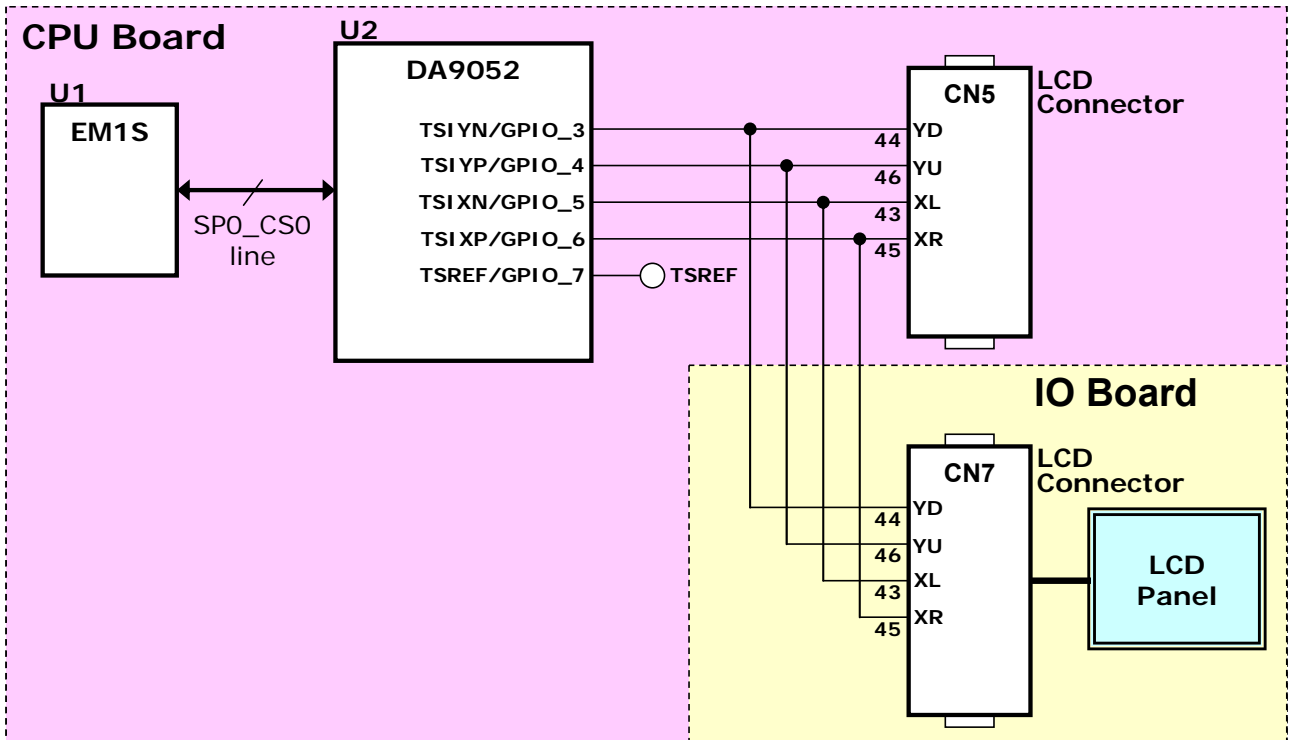 CPU Board
U1
EM1S
SP0_CS0
line
U2
DA9052
TSIYN/GPIO_3
TSIYP/GPIO_4
TSIXN/GPIO_5
TSIXP/GPIO_6
TSREF/GPIO_7
TSREF
CN5
LCD
Connector
44 YD
46 YU
43 XL
45 XR
IO Board
CN7
LCD
Connector
44 YD
46 YU
43 XL
45 XR
LCD
Panel